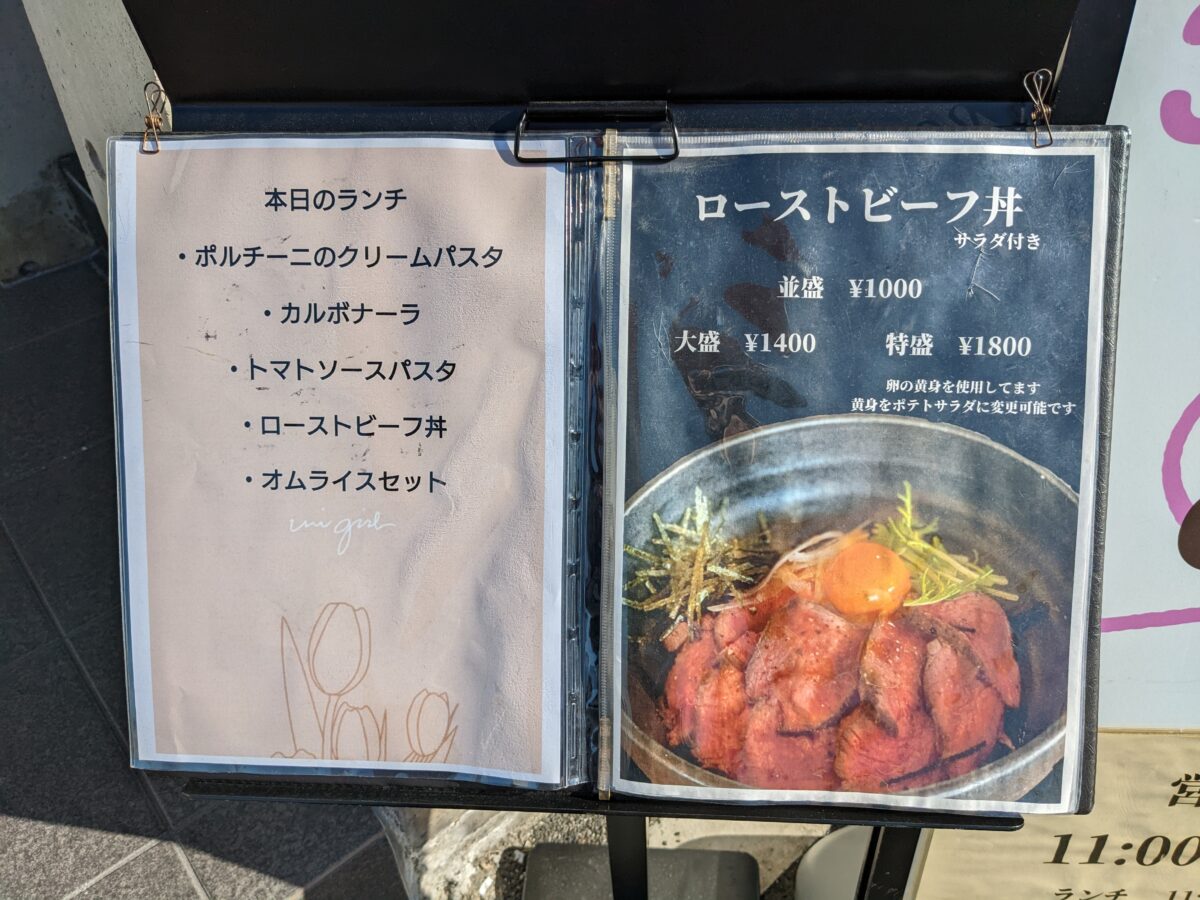 本日のランチ
・ポルチーニのクリームパスタ
・カルボナーラ
・トマトソースパスタ
・ローストビーフ丼
・オムライスセット
ローストビーフ丼
サラダ付き
並盛 ¥1000
大盛 ¥1400 特盛 ¥1800
卵の黄身を使用してます
黄身をポテトサラダに変更可能です
営
11:00
ランチ 11